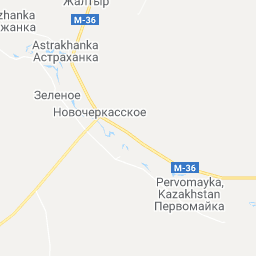 zhanka
жанка
Жалтыр
M-36
Astrakhanka
Астраханка
Зеленое
Новочеркасское
M-36
Pervomayka,
Kazakhstan
Первомайка